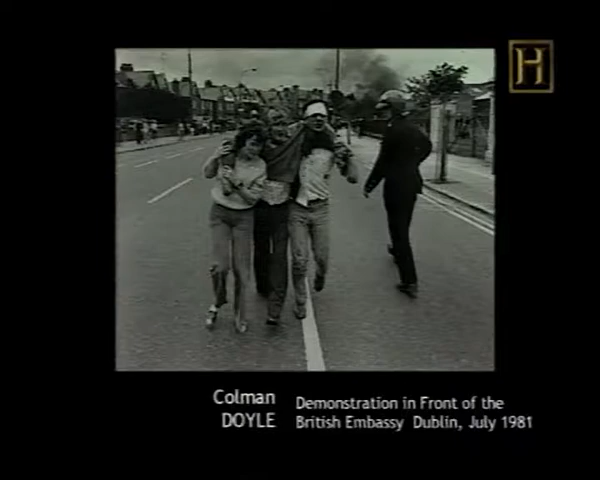 H
Colman
DOYLE
Demonstration in Front of the
British Embassy Dublin, July 1981